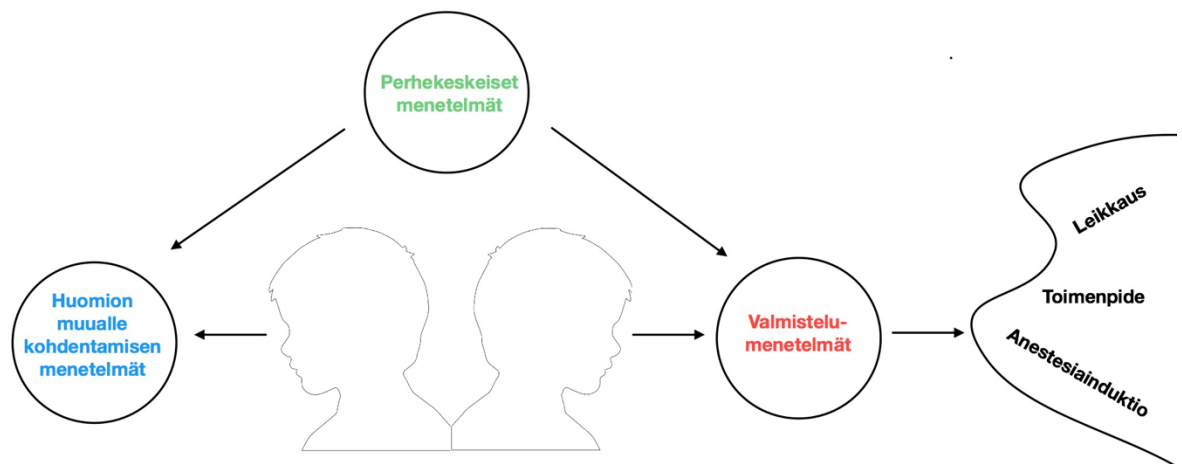 Perhekeskeiset
menetelmät
Huomion
muualle
kohdentamisen
menetelmät
Valmistelu-
menetelmät
Leikkaus
Toimenpide
Anestesiainduktio